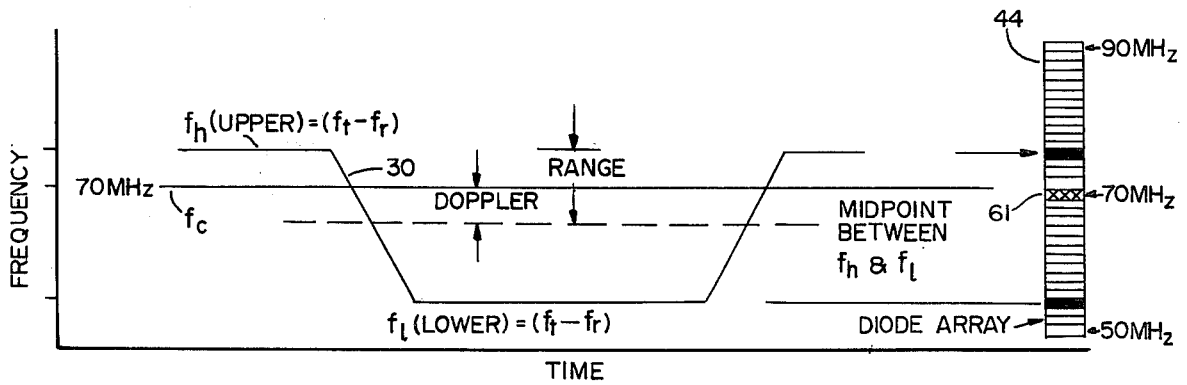 44
90MHz
fh (UPPER) = (ft-fr)
30
RANGE
70MHz
DOPPLER
fc
61
70MHz
MIDPOINT
BETWEEN
fh & fl
FREQUENCY
fl (LOWER) = (ft-fr)
DIODE ARRAY
50MHz
TIME